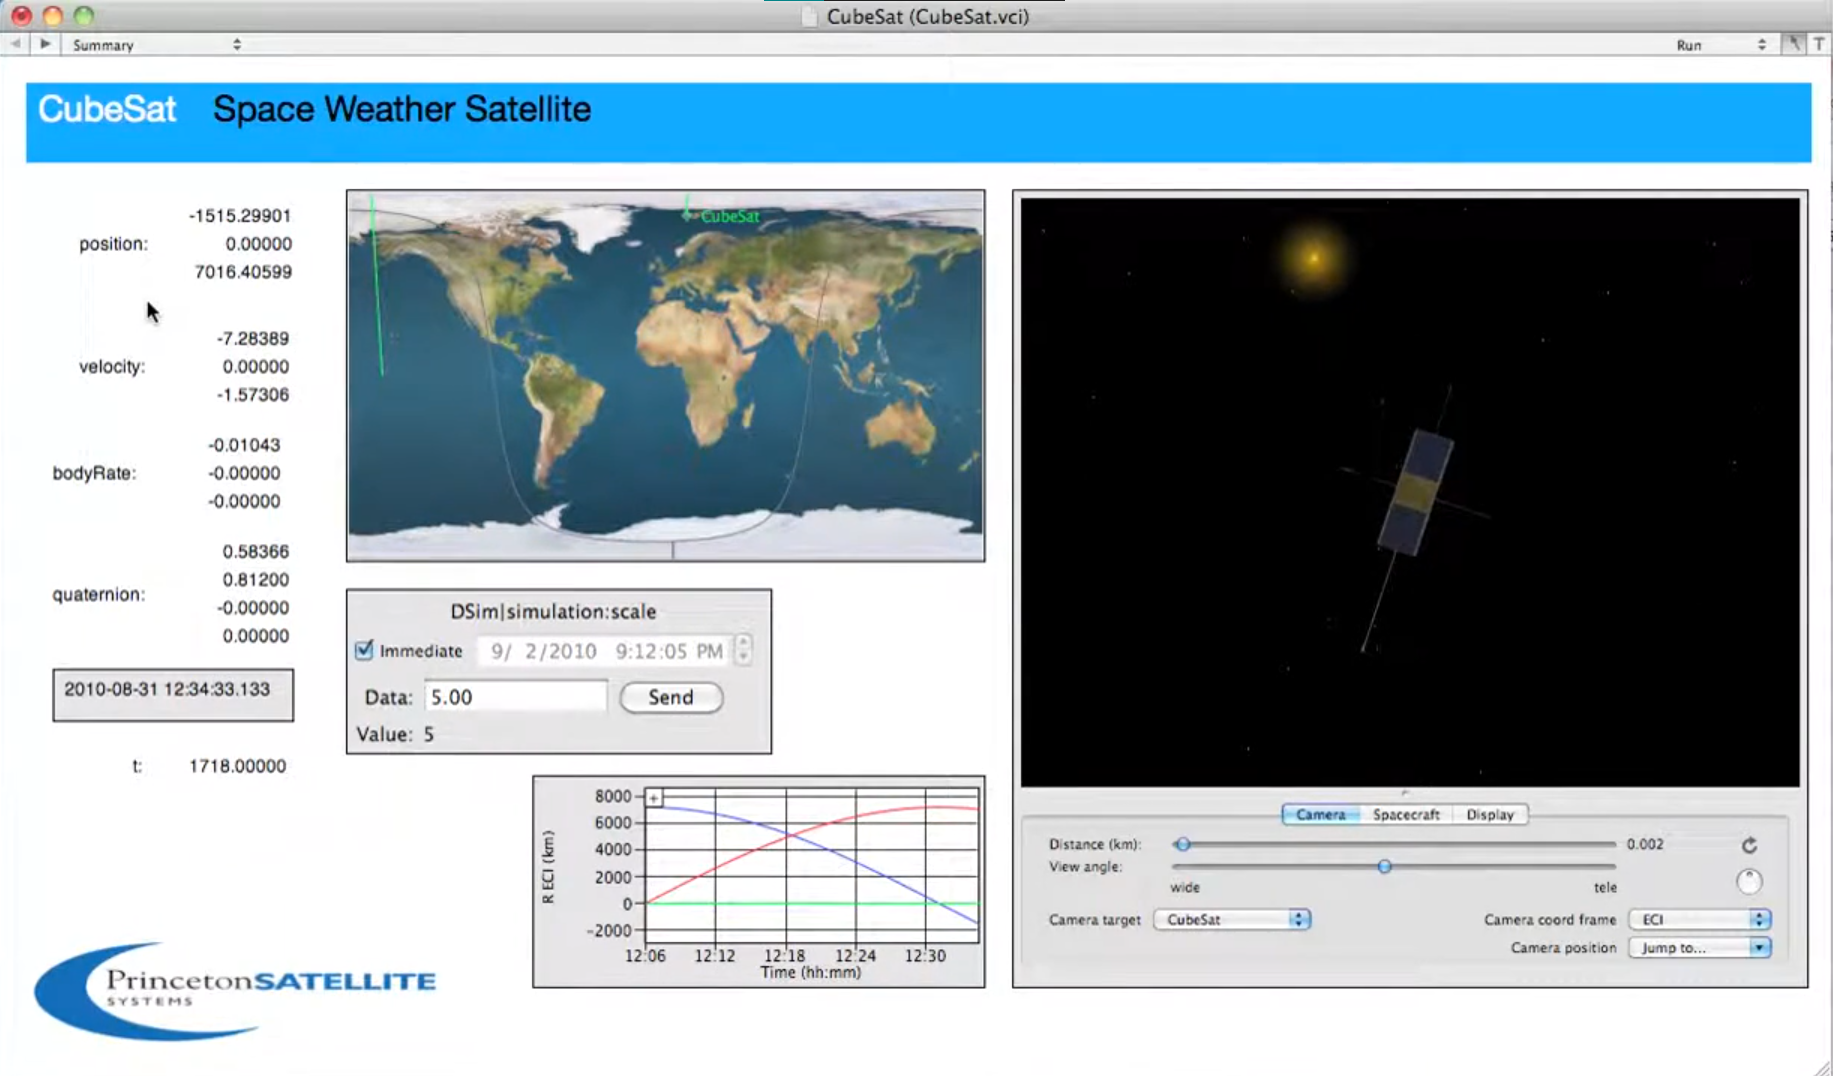 CubeSat (CubeSat.vci)
Summary
Run
T
CubeSat Space Weather Satellite
-1515.29901
position: 0.00000
7016.40599
-7.28389
velocity: 0.00000
-1.57306
-0.01043
bodyRate: -0.00000
-0.00000
0.58366
0.81200
quaternion: -0.00000
0.00000
2010-08-31 12:34:33.133
t: 1718.00000
CubeSat
DSim|simulation:scale
Immediate 9/ 2/2010 9:12:05 PM
Data: 5.00 Send
Value: 5
R ECI (km)
8000
6000
4000
2000
0
-2000
12:06 12:12 12:18 12:24 12:30
Time (hh:mm)
Camera Spacecraft Display
Distance (km): 0.002
View angle:
wide tele
Camera target CubeSat Camera coord frame ECI
Camera position Jump to...
PrincetonSATELLITE
SYSTEMS